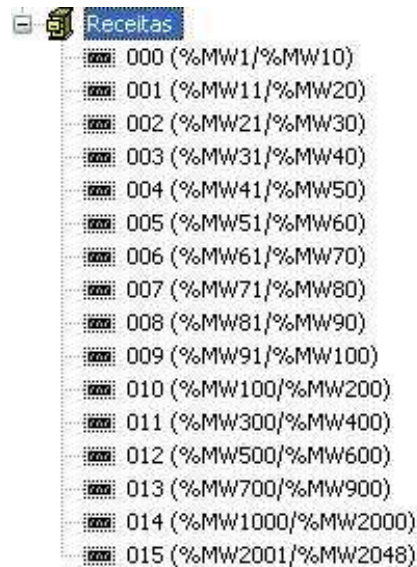 Receitas
000 (%MW1/%MW10)
001 (%MW11/%MW20)
002 (%MW21/%MW30)
003 (%MW31/%MW40)
004 (%MW41/%MW50)
005 (%MW51/%MW60)
006 (%MW61/%MW70)
007 (%MW71/%MW80)
008 (%MW81/%MW90)
009 (%MW91/%MW100)
010 (%MW100/%MW200)
011 (%MW300/%MW400)
012 (%MW500/%MW600)
013 (%MW700/%MW900)
014 (%MW1000/%MW2000)
015 (%MW2001/%MW2048)